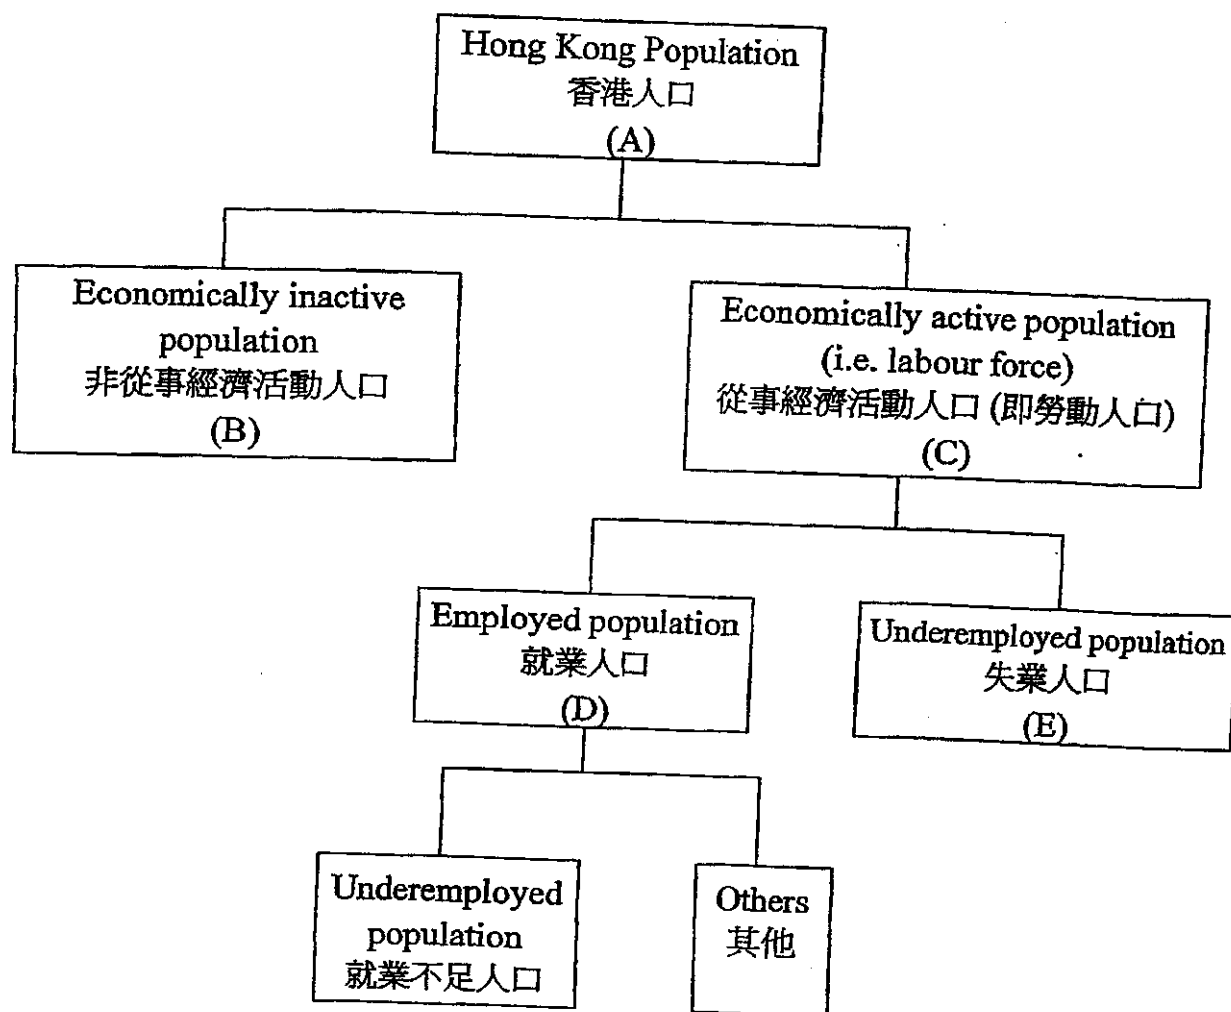 Hong Kong Population
香港人口
(A)
Economically inactive
population
非從事經濟活動人口
(B)
Economically active population
(i.e. labour force)
從事經濟活動人口 (即勞動人口)
(C)
Employed population
就業人口
(D)
Underemployed population
失業人口
(E)
Underemployed
population
就業不足人口
Others
其他